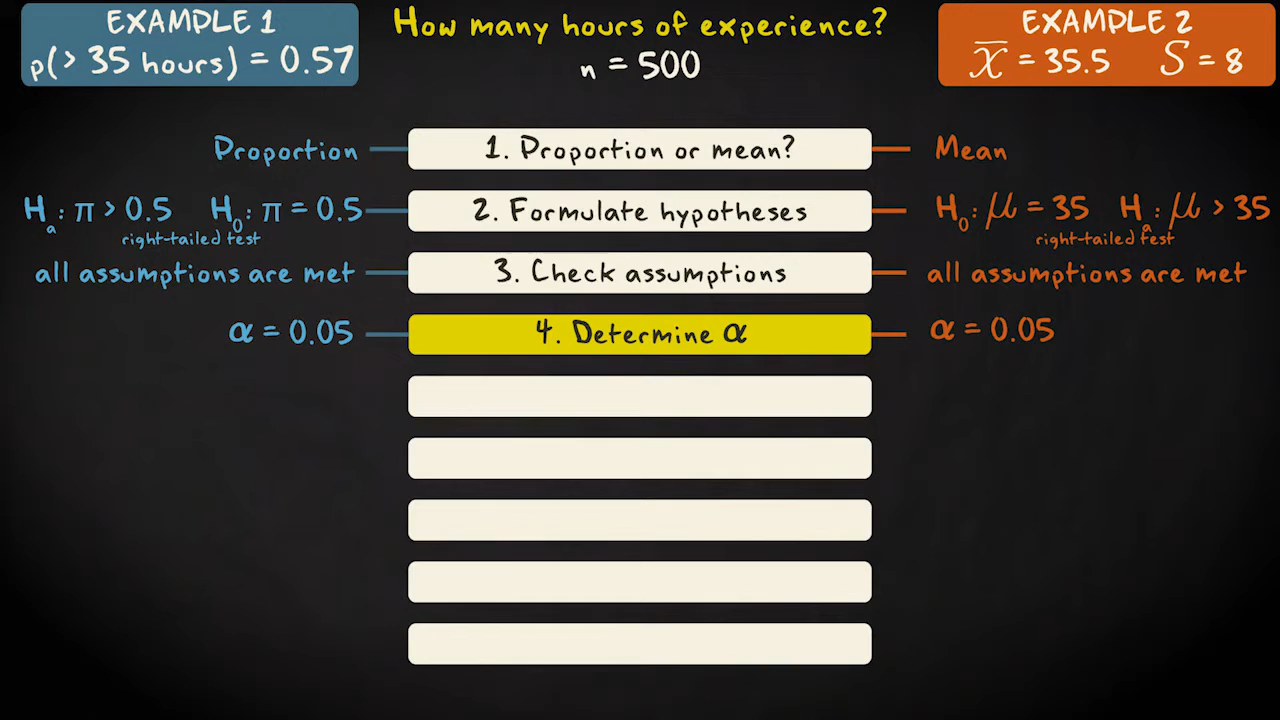 EXAMPLE 1
p(> 35 hours) = 0.57
How many hours of experience?
n = 500
EXAMPLE 2
x̄ = 35.5 S = 8
Proportion
1. Proportion or mean?
Mean
Hₐ: π > 0.5 H₀: π = 0.5
right-tailed test
2. Formulate hypotheses
H₀: μ = 35 Hₐ: μ > 35
right-tailed test
all assumptions are met
3. Check assumptions
all assumptions are met
α = 0.05
4. Determine α
α = 0.05